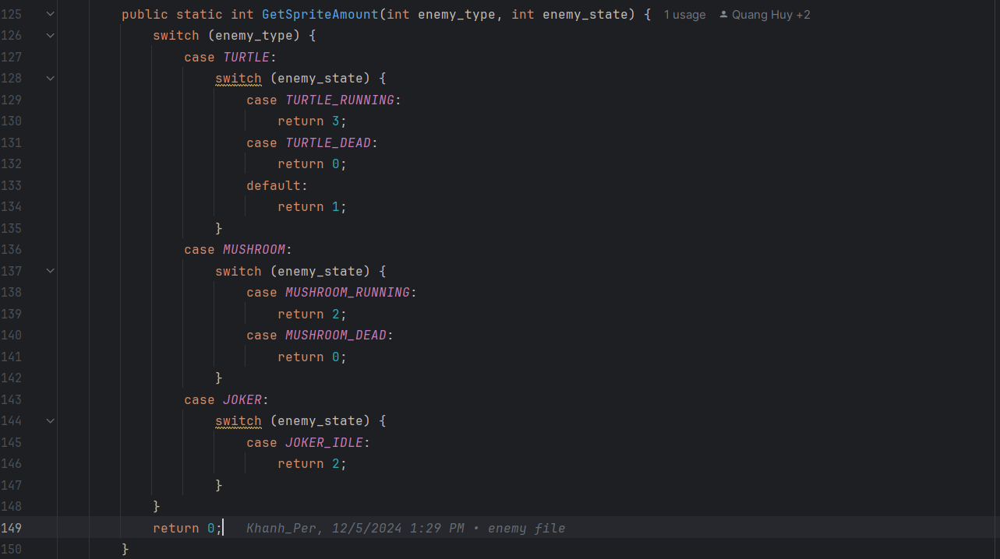 125 public static int GetSpriteAmount(int enemy_type, int enemy_state) { 1 usage Quang Huy +2
126 switch (enemy_type) {
127 case TURTLE:
128 switch (enemy_state) {
129 case TURTLE_RUNNING:
130 return 3;
131 case TURTLE_DEAD:
132 return 0;
133 default:
134 return 1;
135 }
136 case MUSHROOM:
137 switch (enemy_state) {
138 case MUSHROOM_RUNNING:
139 return 2;
140 case MUSHROOM_DEAD:
141 return 0;
142 }
143 case JOKER:
144 switch (enemy_state) {
145 case JOKER_IDLE:
146 return 2;
147 }
148 }
149 return 0; Khanh_Per, 12/5/2024 1:29 PM • enemy file
150 }